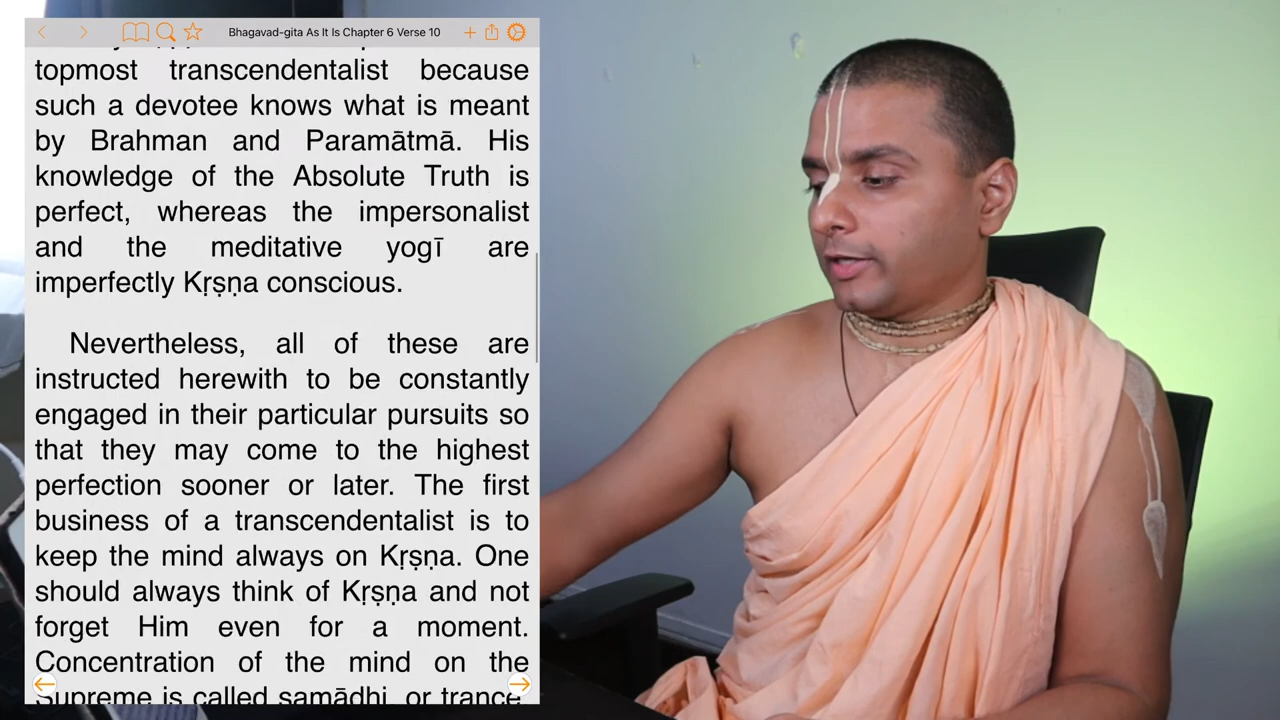 Bhagavad-gita As It Is Chapter 6 Verse 10
topmost transcendentalist because
such a devotee knows what is meant
by Brahman and Paramātmā. His
knowledge of the Absolute Truth is
perfect, whereas the impersonalist
and the meditative yogī are
imperfectly Kṛṣṇa conscious.
Nevertheless, all of these are
instructed herewith to be constantly
engaged in their particular pursuits so
that they may come to the highest
perfection sooner or later. The first
business of a transcendentalist is to
keep the mind always on Kṛṣṇa. One
should always think of Kṛṣṇa and not
forget Him even for a moment.
Concentration of the mind on the
Supreme is called samādhi, or trance.